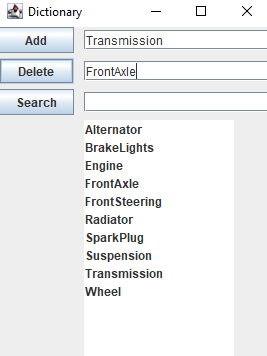 Dictionary
Add Transmission
Delete FrontAxle
Search
Alternator
BrakeLights
Engine
FrontAxle
FrontSteering
Radiator
SparkPlug
Suspension
Transmission
Wheel